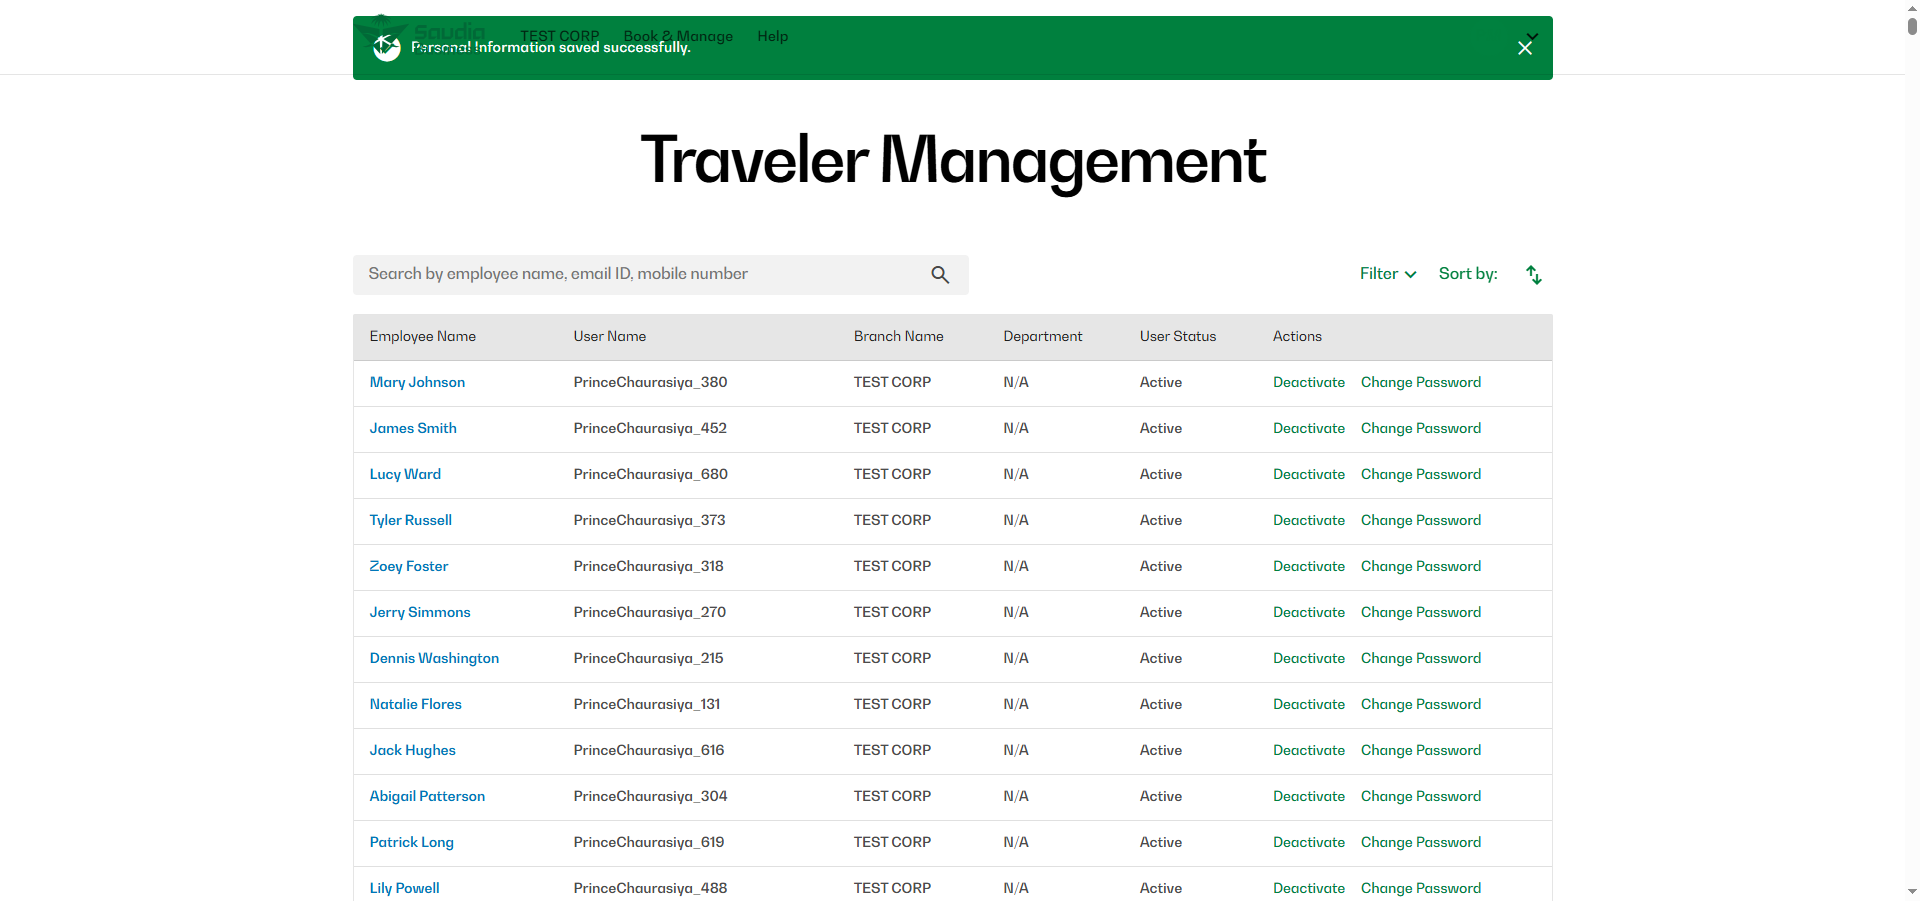 Saudia
TEST CORP Book & Manage Help
Personal Information saved successfully.
Traveler Management
Search by employee name, email ID, mobile number
Filter Sort by:
Employee Name User Name Branch Name Department User Status Actions
Mary Johnson PrinceChaurasiya_380 TEST CORP N/A Active Deactivate Change Password
James Smith PrinceChaurasiya_452 TEST CORP N/A Active Deactivate Change Password
Lucy Ward PrinceChaurasiya_680 TEST CORP N/A Active Deactivate Change Password
Tyler Russell PrinceChaurasiya_373 TEST CORP N/A Active Deactivate Change Password
Zoey Foster PrinceChaurasiya_318 TEST CORP N/A Active Deactivate Change Password
Jerry Simmons PrinceChaurasiya_270 TEST CORP N/A Active Deactivate Change Password
Dennis Washington PrinceChaurasiya_215 TEST CORP N/A Active Deactivate Change Password
Natalie Flores PrinceChaurasiya_131 TEST CORP N/A Active Deactivate Change Password
Jack Hughes PrinceChaurasiya_616 TEST CORP N/A Active Deactivate Change Password
Abigail Patterson PrinceChaurasiya_304 TEST CORP N/A Active Deactivate Change Password
Patrick Long PrinceChaurasiya_619 TEST CORP N/A Active Deactivate Change Password
Lily Powell PrinceChaurasiya_488 TEST CORP N/A Active Deactivate Change Password